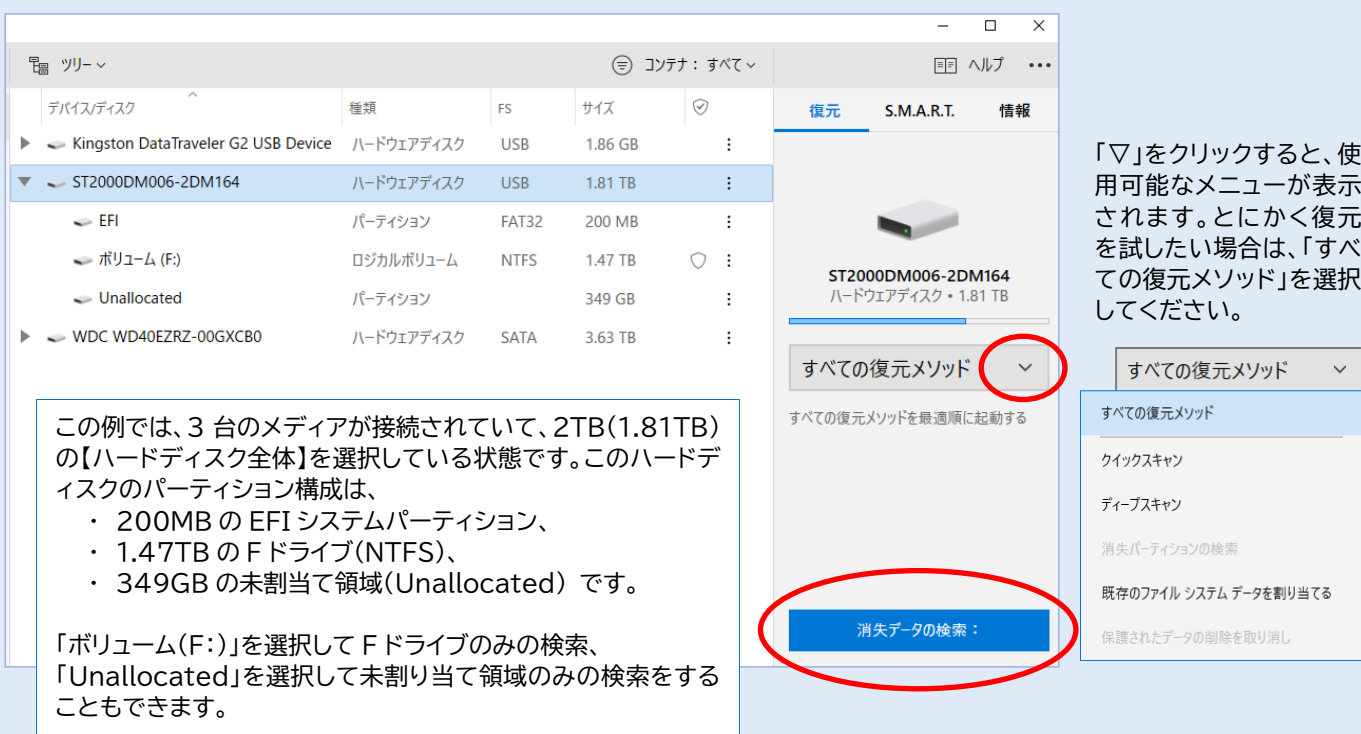 ツリー
コンテナ： すべて
ヘルプ
デバイス/ディスク 種類 FS サイズ
Kingston DataTraveler G2 USB Device ハードウェアディスク USB 1.86 GB
ST2000DM006-2DM164 ハードウェアディスク USB 1.81 TB
EFI パーティション FAT32 200 MB
ボリューム (F:) ロジカルボリューム NTFS 1.47 TB
Unallocated パーティション 349 GB
WDC WD40EZRZ-00GXCB0 ハードウェアディスク SATA 3.63 TB
復元 S.M.A.R.T. 情報
ST2000DM006-2DM164
ハードウェアディスク • 1.81 TB
すべての復元メソッド
すべての復元メソッドを最適順に起動する
消失データの検索：
この例では、3 台のメディアが接続されていて、2TB(1.81TB)
の【ハードディスク全体】を選択している状態です。このハードデ
ィスクのパーティション構成は、
・ 200MB の EFI システムパーティション、
・ 1.47TB の F ドライブ(NTFS)、
・ 349GB の未割当て領域(Unallocated) です。
「ボリューム(F:)」を選択して F ドライブのみの検索、
「Unallocated」を選択して未割り当て領域のみの検索をする
こともできます。
「▽」をクリックすると、使
用可能なメニューが表示
されます。とにかく復元
を試したい場合は、「すべ
ての復元メソッド」を選択
してください。
すべての復元メソッド
すべての復元メソッド
クイックスキャン
ディープスキャン
消失パーティションの検索
既存のファイル システム データを割り当てる
保護されたデータの削除を取り消し